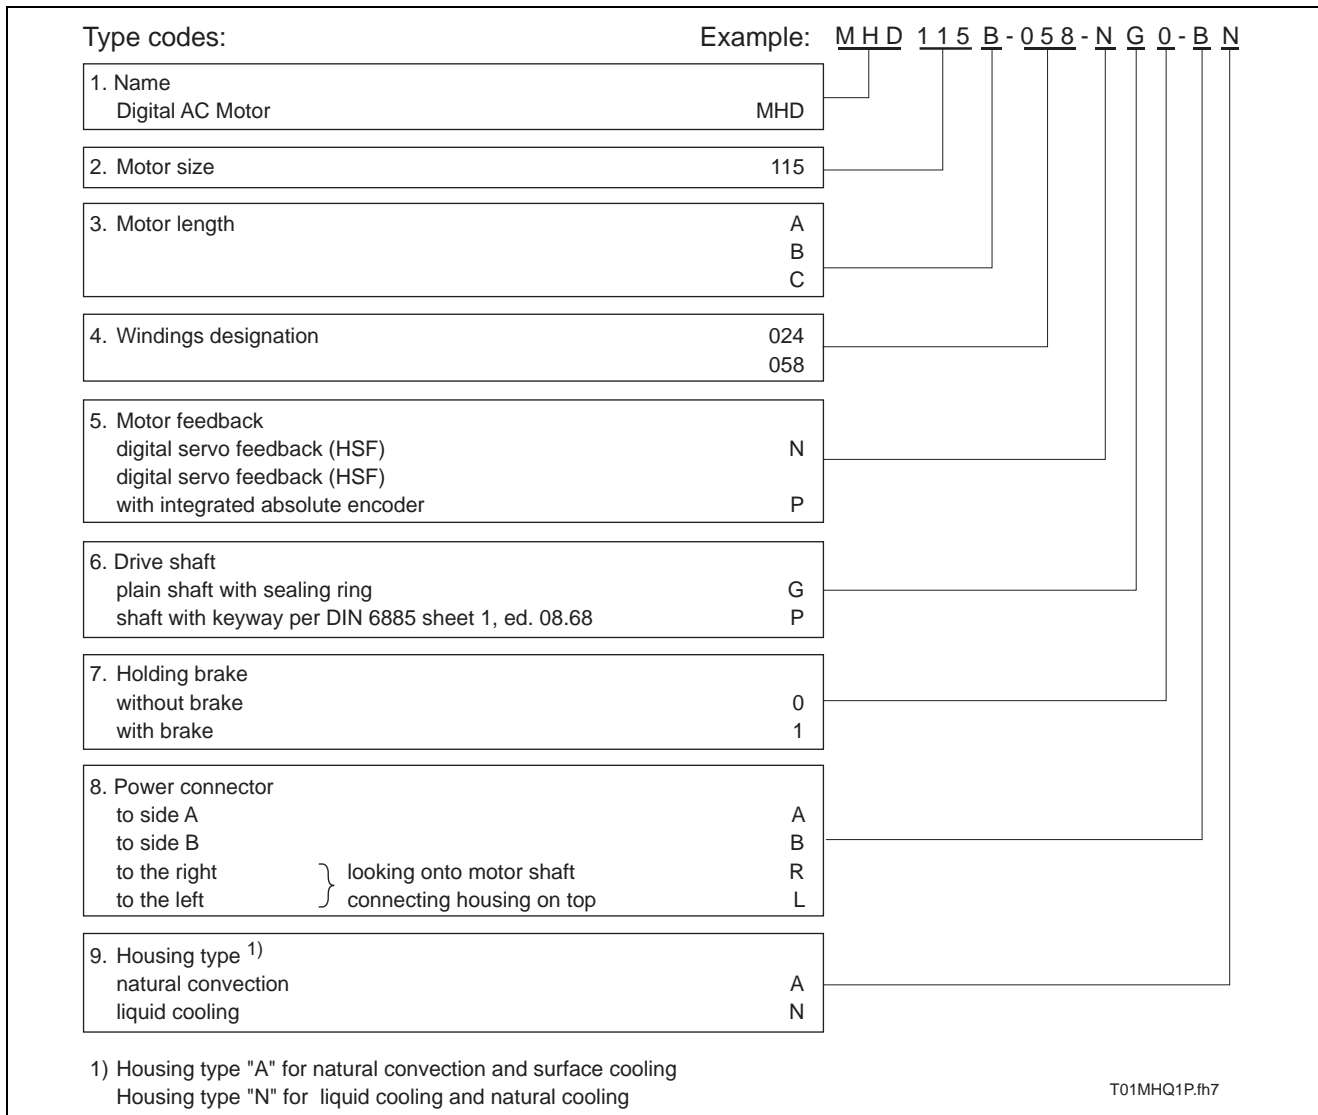 Type codes: Example: MHD 115 B - 058 - N G 0 - B N
1. Name
Digital AC Motor MHD
2. Motor size 115
3. Motor length A
B
C
4. Windings designation 024
058
5. Motor feedback
digital servo feedback (HSF) N
digital servo feedback (HSF)
with integrated absolute encoder P
6. Drive shaft
plain shaft with sealing ring G
shaft with keyway per DIN 6885 sheet 1, ed. 08.68 P
7. Holding brake
without brake 0
with brake 1
8. Power connector
to side A A
to side B B
to the right looking onto motor shaft R
to the left connecting housing on top L
9. Housing type 1)
natural convection A
liquid cooling N
1) Housing type "A" for natural convection and surface cooling
Housing type "N" for liquid cooling and natural cooling
T01MHQ1P.fh7